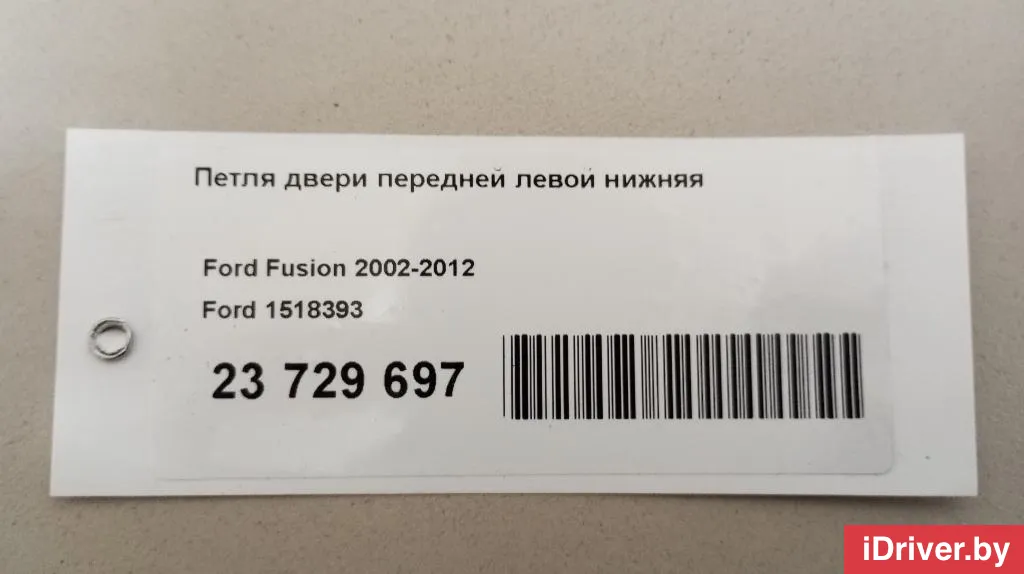 Петля двери передней левой нижняя
Ford Fusion 2002-2012
Ford 1518393
23 729 697
iDriver.by